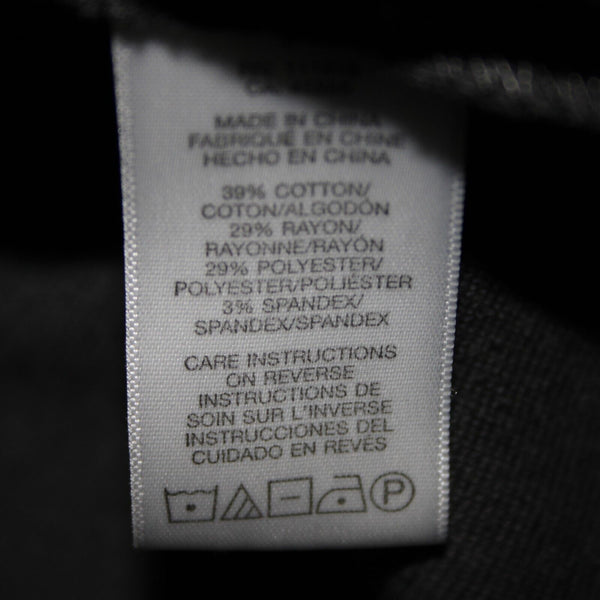 MADE IN CHINA
FABRIQUÉ EN CHINE
HECHO EN CHINA
39% COTTON/
COTON/ALGODÓN
29% RAYON/
RAYONNE/RAYÓN
29% POLYESTER/
POLYESTER/POLIÉSTER
3% SPANDEX/
SPANDEX/SPANDEX
CARE INSTRUCTIONS
ON REVERSE
INSTRUCTIONS DE
SOIN SUR L'INVERSE
INSTRUCCIONES DEL
CUIDADO EN REVÉS
P